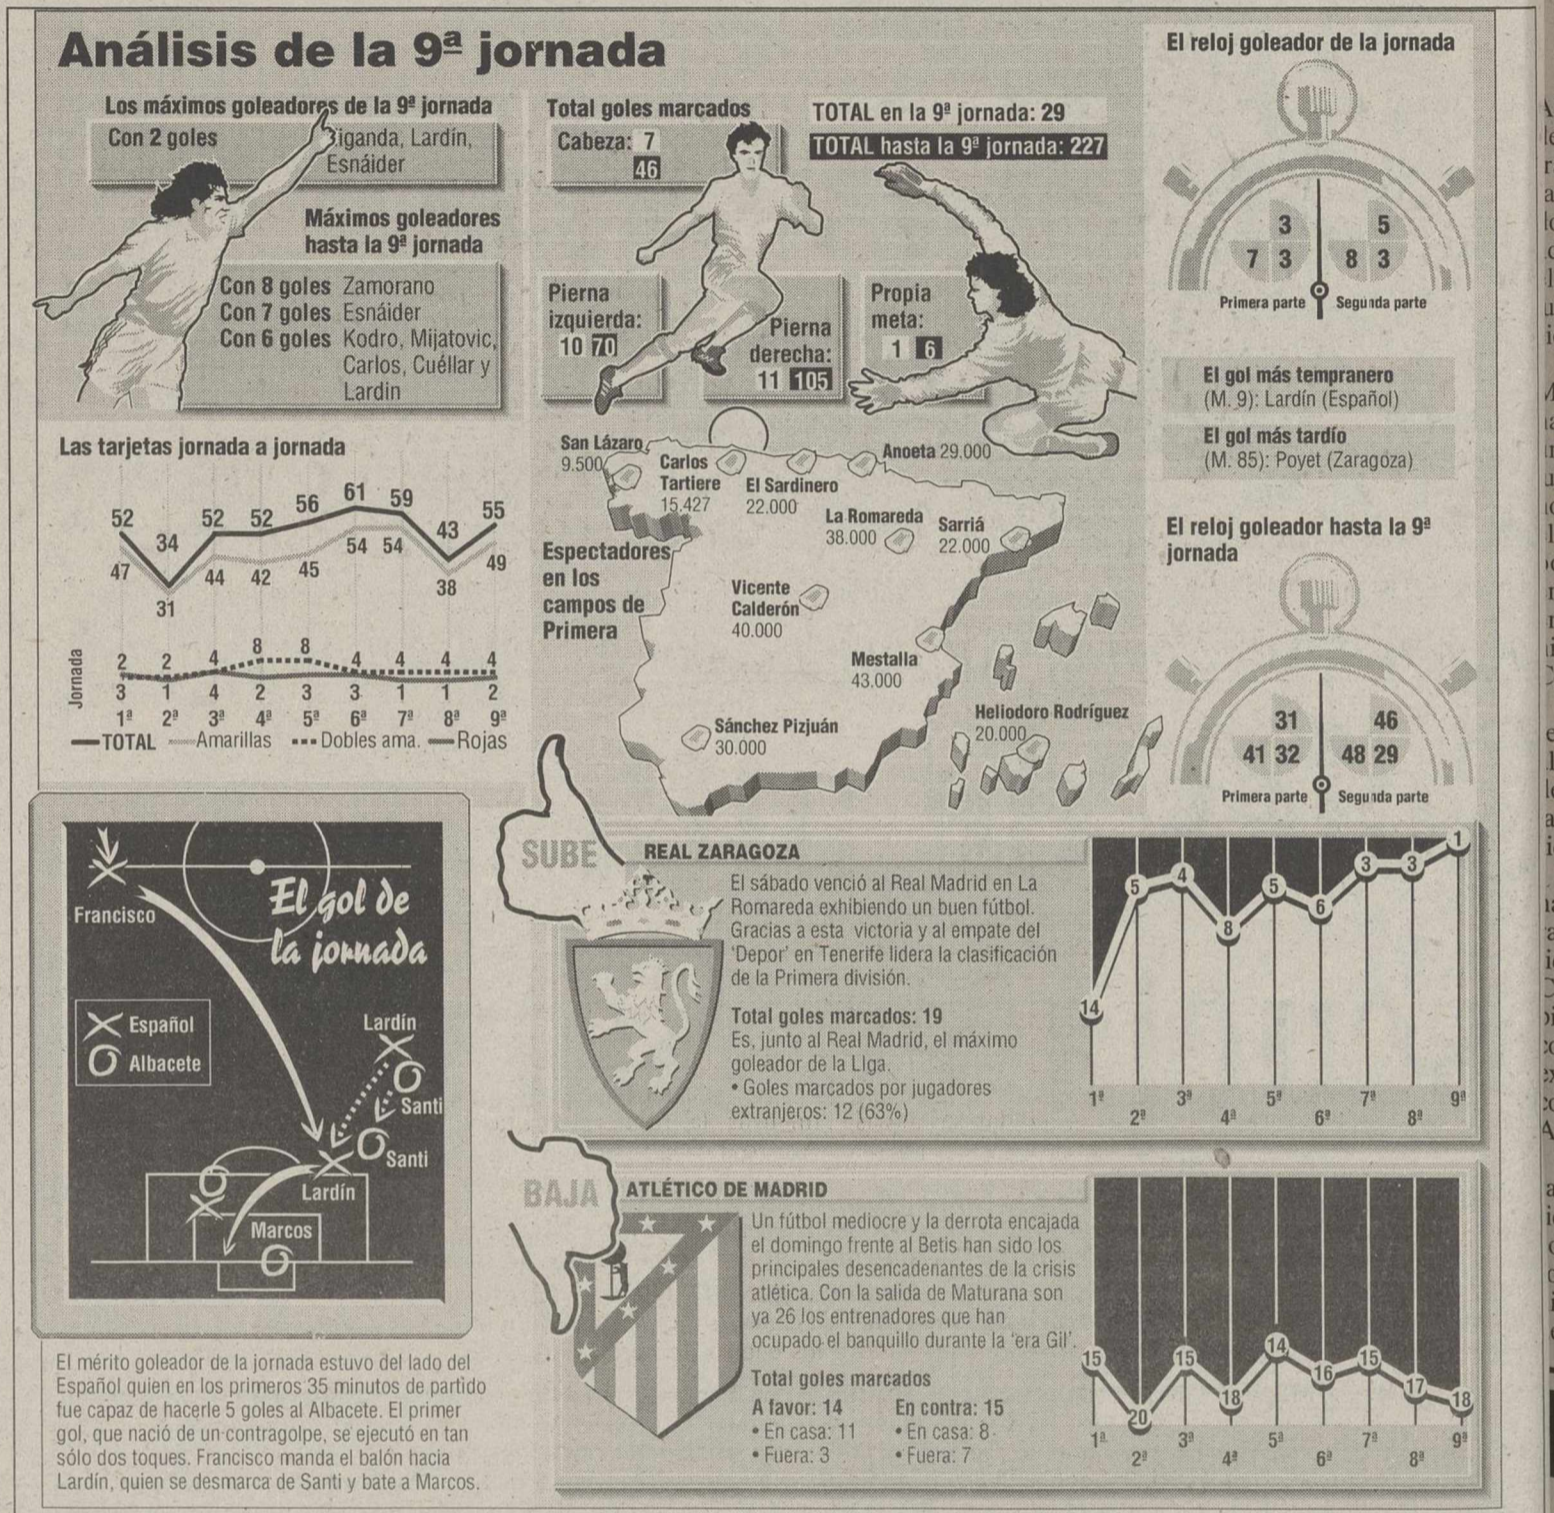 Análisis de la 9ª jornada
Los máximos goleadores de la 9ª jornada
Con 2 goles
Ziganda, Lardín,
Esnáider
Máximos goleadores
hasta la 9ª jornada
Con 8 goles Zamorano
Con 7 goles Esnáider
Con 6 goles Kodro, Mijatovic,
Carlos, Cuéllar y
Lardin
Total goles marcados
Cabeza: 7
46
TOTAL en la 9ª jornada: 29
TOTAL hasta la 9ª jornada: 227
Pierna
izquierda:
10 70
Pierna
derecha:
11 105
Propia
meta:
1 6
El reloj goleador de la jornada
3 5
7 3 8 3
Primera parte Segunda parte
El gol más tempranero
(M. 9): Lardín (Español)
El gol más tardío
(M. 85): Poyet (Zaragoza)
El reloj goleador hasta la 9ª
jornada
31 46
41 32 48 29
Primera parte Segunda parte
Las tarjetas jornada a jornada
52 34 52 52 56 61 59 43 55
47 31 44 42 45 54 54 38 49
2 2 4 8 8 4 4 4 4
3 1 4 2 3 3 1 1 2
Jornada
1ª 2ª 3ª 4ª 5ª 6ª 7ª 8ª 9ª
TOTAL Amarillas Dobles ama. Rojas
Espectadores
en los
campos de
Primera
San Lázaro
9.500
Carlos
Tartiere
15.427
El Sardinero
22.000
Anoeta 29.000
La Romareda
38.000
Sarriá
22.000
Vicente
Calderón
40.000
Mestalla
43.000
Sánchez Pizjuán
30.000
Heliodoro Rodríguez
20.000
El gol de
la jornada
Francisco
Español
Albacete
Lardín
Santi
Santi
Lardín
Marcos
El mérito goleador de la jornada estuvo del lado del
Español quien en los primeros 35 minutos de partido
fue capaz de hacerle 5 goles al Albacete. El primer
gol, que nació de un contragolpe, se ejecutó en tan
sólo dos toques. Francisco manda el balón hacia
Lardín, quien se desmarca de Santi y bate a Marcos.
SUBE
REAL ZARAGOZA
El sábado venció al Real Madrid en La
Romareda exhibiendo un buen fútbol.
Gracias a esta victoria y al empate del
'Depor' en Tenerife lidera la clasificación
de la Primera división.
Total goles marcados: 19
Es, junto al Real Madrid, el máximo
goleador de la LIga.
• Goles marcados por jugadores
extranjeros: 12 (63%)
14 5 4 8 5 6 3 3 1
1ª 2ª 3ª 4ª 5ª 6ª 7ª 8ª 9ª
BAJA
ATLÉTICO DE MADRID
Un fútbol mediocre y la derrota encajada
el domingo frente al Betis han sido los
principales desencadenantes de la crisis
atlética. Con la salida de Maturana son
ya 26 los entrenadores que han
ocupado el banquillo durante la 'era Gil'.
Total goles marcados
A favor: 14
• En casa: 11
• Fuera: 3
En contra: 15
• En casa: 8
• Fuera: 7
15 20 15 18 14 16 15 17 18
1ª 2ª 3ª 4ª 5ª 6ª 7ª 8ª 9ª